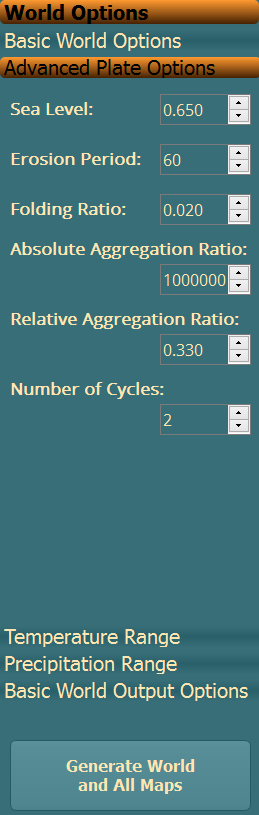 World Options
Basic World Options
Advanced Plate Options
Sea Level:
0.650
Erosion Period:
60
Folding Ratio:
0.020
Absolute Aggregation Ratio:
1000000
Relative Aggregation Ratio:
0.330
Number of Cycles:
2
Temperature Range
Precipitation Range
Basic World Output Options
Generate World
and All Maps